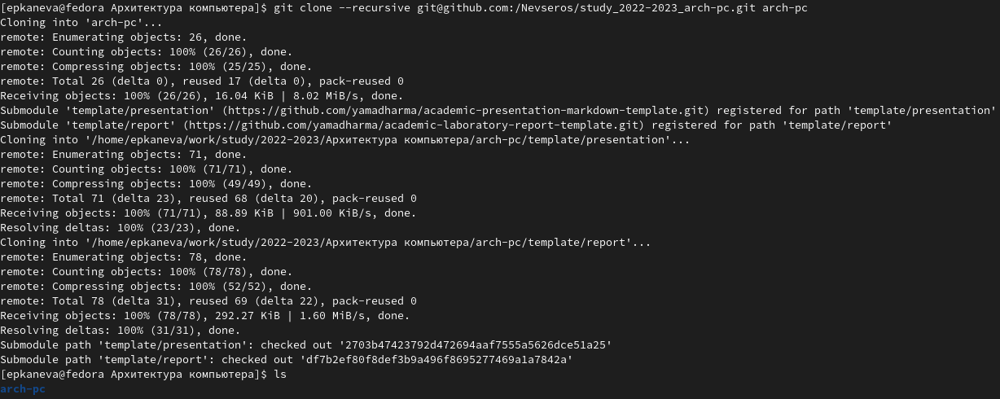 [epkaneva@fedora Архитектура компьютера]$ git clone --recursive git@github.com:/Nevseros/study_2022-2023_arch-pc.git arch-pc
Cloning into 'arch-pc'...
remote: Enumerating objects: 26, done.
remote: Counting objects: 100% (26/26), done.
remote: Compressing objects: 100% (25/25), done.
remote: Total 26 (delta 0), reused 17 (delta 0), pack-reused 0
Receiving objects: 100% (26/26), 16.04 KiB | 8.02 MiB/s, done.
Submodule 'template/presentation' (https://github.com/yamadharma/academic-presentation-markdown-template.git) registered for path 'template/presentation'
Submodule 'template/report' (https://github.com/yamadharma/academic-laboratory-report-template.git) registered for path 'template/report'
Cloning into '/home/epkaneva/work/study/2022-2023/Архитектура компьютера/arch-pc/template/presentation'...
remote: Enumerating objects: 71, done.
remote: Counting objects: 100% (71/71), done.
remote: Compressing objects: 100% (49/49), done.
remote: Total 71 (delta 23), reused 68 (delta 20), pack-reused 0
Receiving objects: 100% (71/71), 88.89 KiB | 901.00 KiB/s, done.
Resolving deltas: 100% (23/23), done.
Cloning into '/home/epkaneva/work/study/2022-2023/Архитектура компьютера/arch-pc/template/report'...
remote: Enumerating objects: 78, done.
remote: Counting objects: 100% (78/78), done.
remote: Compressing objects: 100% (52/52), done.
remote: Total 78 (delta 31), reused 69 (delta 22), pack-reused 0
Receiving objects: 100% (78/78), 292.27 KiB | 1.60 MiB/s, done.
Resolving deltas: 100% (31/31), done.
Submodule path 'template/presentation': checked out '2703b47423792d472694aaf7555a5626dce51a25'
Submodule path 'template/report': checked out 'df7b2ef80f8def3b9a496f8695277469a1a7842a'
[epkaneva@fedora Архитектура компьютера]$ ls
arch-pc